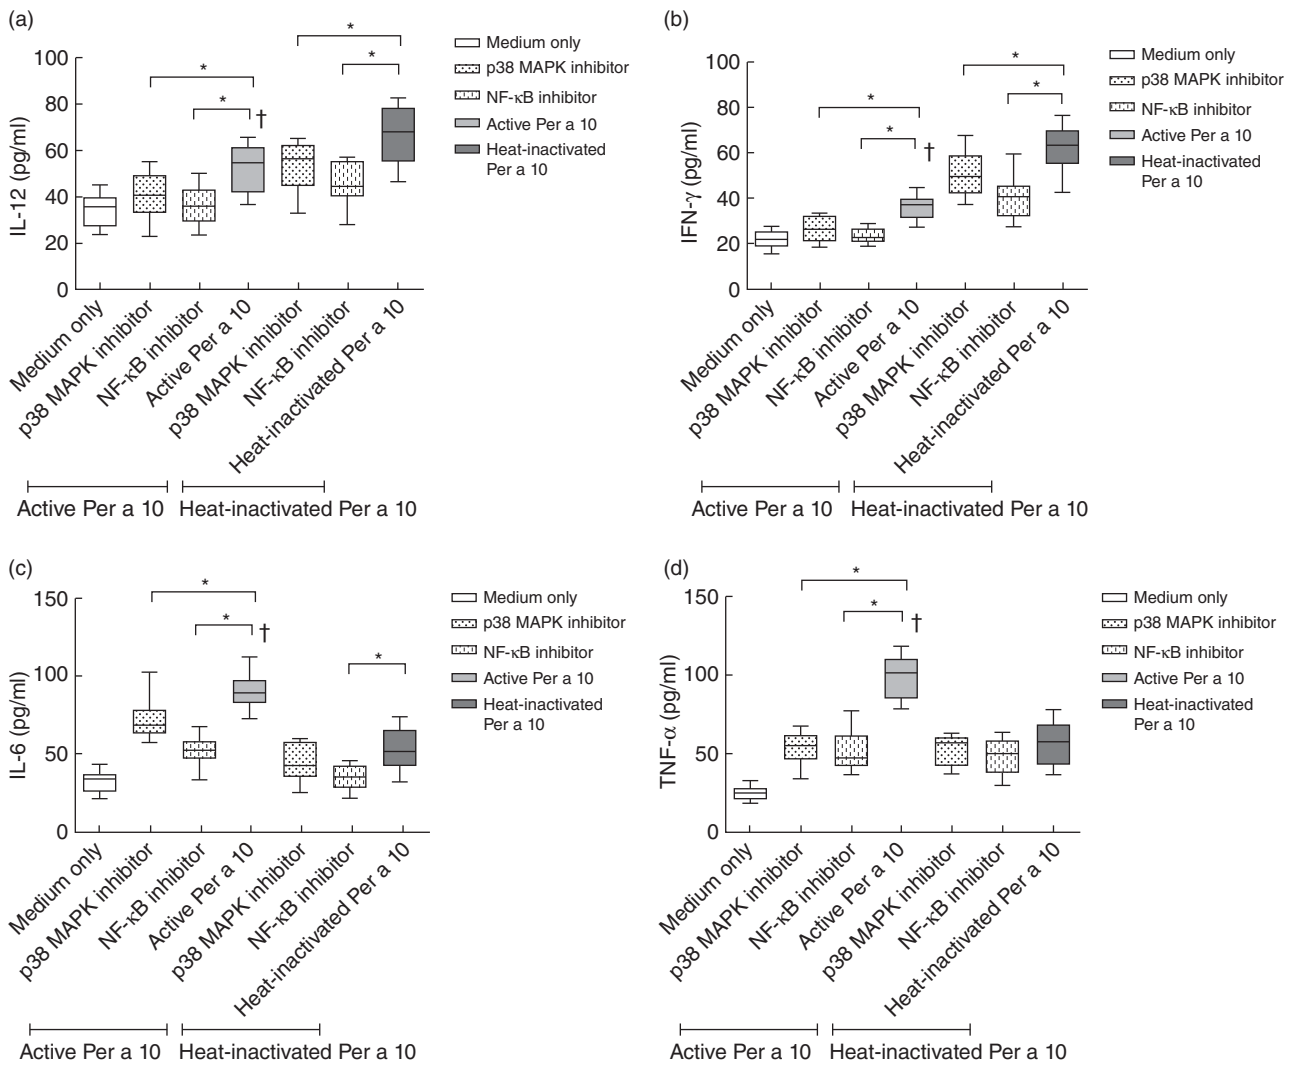 (a)
*
*
*
*
†
100
80
60
40
20
0
IL-12 (pg/ml)
Medium only
p38 MAPK inhibitor
NF-κB inhibitor
Active Per a 10
Heat-inactivated
Per a 10
Medium only
p38 MAPK inhibitor
NF-κB inhibitor
Active Per a 10
p38 MAPK inhibitor
NF-κB inhibitor
Heat-inactivated Per a 10
Active Per a 10
Heat-inactivated Per a 10
(b)
*
*
*
*
†
100
80
60
40
20
0
IFN-γ (pg/ml)
Medium only
p38 MAPK inhibitor
NF-κB inhibitor
Active Per a 10
Heat-inactivated
Per a 10
Medium only
p38 MAPK inhibitor
NF-κB inhibitor
Active Per a 10
p38 MAPK inhibitor
NF-κB inhibitor
Heat-inactivated Per a 10
Active Per a 10
Heat-inactivated Per a 10
(c)
*
*
*
†
150
100
50
0
IL-6 (pg/ml)
Medium only
p38 MAPK inhibitor
NF-κB inhibitor
Active Per a 10
Heat-inactivated
Per a 10
Medium only
p38 MAPK inhibitor
NF-κB inhibitor
Active Per a 10
p38 MAPK inhibitor
NF-κB inhibitor
Heat-inactivated Per a 10
Active Per a 10
Heat-inactivated Per a 10
(d)
*
*
†
150
100
50
0
TNF-α (pg/ml)
Medium only
p38 MAPK inhibitor
NF-κB inhibitor
Active Per a 10
Heat-inactivated
Per a 10
Medium only
p38 MAPK inhibitor
NF-κB inhibitor
Active Per a 10
p38 MAPK inhibitor
NF-κB inhibitor
Heat-inactivated Per a 10
Active Per a 10
Heat-inactivated Per a 10